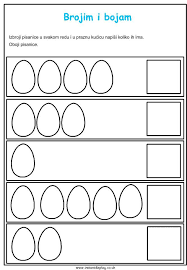 Brojim i bojam
Izbroji pisanice u svakom redu i u praznu kućicu napiši koliko ih ima.
Oboji pisanice.